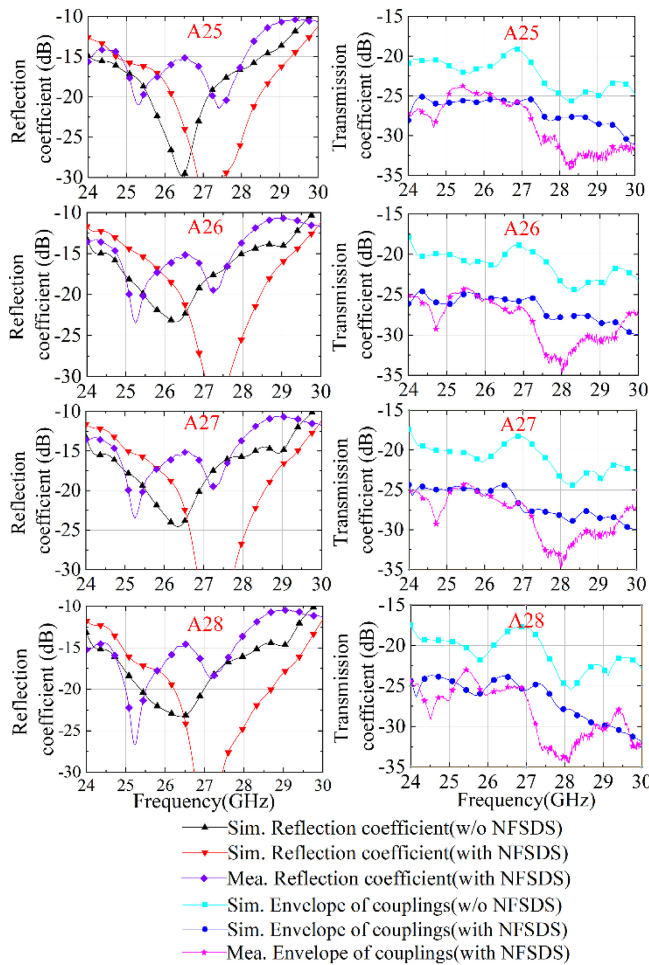 Reflection
coefficient (dB)
-10
-15
-20
-25
-30
A25
24 25 26 27 28 29 30
Transmission
coefficient (dB)
-15
-20
-25
-30
-35
A25
24 25 26 27 28 29 30
Reflection
coefficient (dB)
-10
-15
-20
-25
-30
A26
24 25 26 27 28 29 30
Transmission
coefficient (dB)
-15
-20
-25
-30
-35
A26
24 25 26 27 28 29 30
Reflection
coefficient (dB)
-10
-15
-20
-25
-30
A27
24 25 26 27 28 29 30
Transmission
coefficient (dB)
-15
-20
-25
-30
-35
A27
24 25 26 27 28 29 30
Reflection
coefficient (dB)
-10
-15
-20
-25
-30
A28
24 25 26 27 28 29 30
Frequency(GHz)
Transmission
coefficient (dB)
-15
-20
-25
-30
-35
A28
24 25 26 27 28 29 30
Frequency(GHz)
Sim. Reflection coefficient(w/o NFSDS)
Sim. Reflection coefficient(with NFSDS)
Mea. Reflection coefficient(with NFSDS)
Sim. Envelope of couplings(w/o NFSDS)
Sim. Envelope of couplings(with NFSDS)
Mea. Envelope of couplings(with NFSDS)